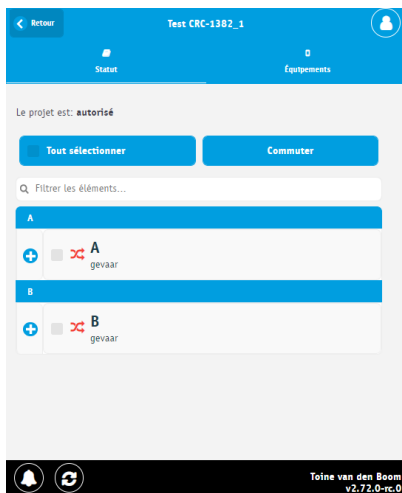 Retour
Test CRC-1382_1
Statut
Équipements
Le projet est: autorisé
Tout sélectionner
Commuter
Filtrer les éléments...
A
A
gevaar
B
B
gevaar
Toine van den Boom
v2.72.0-rc.0